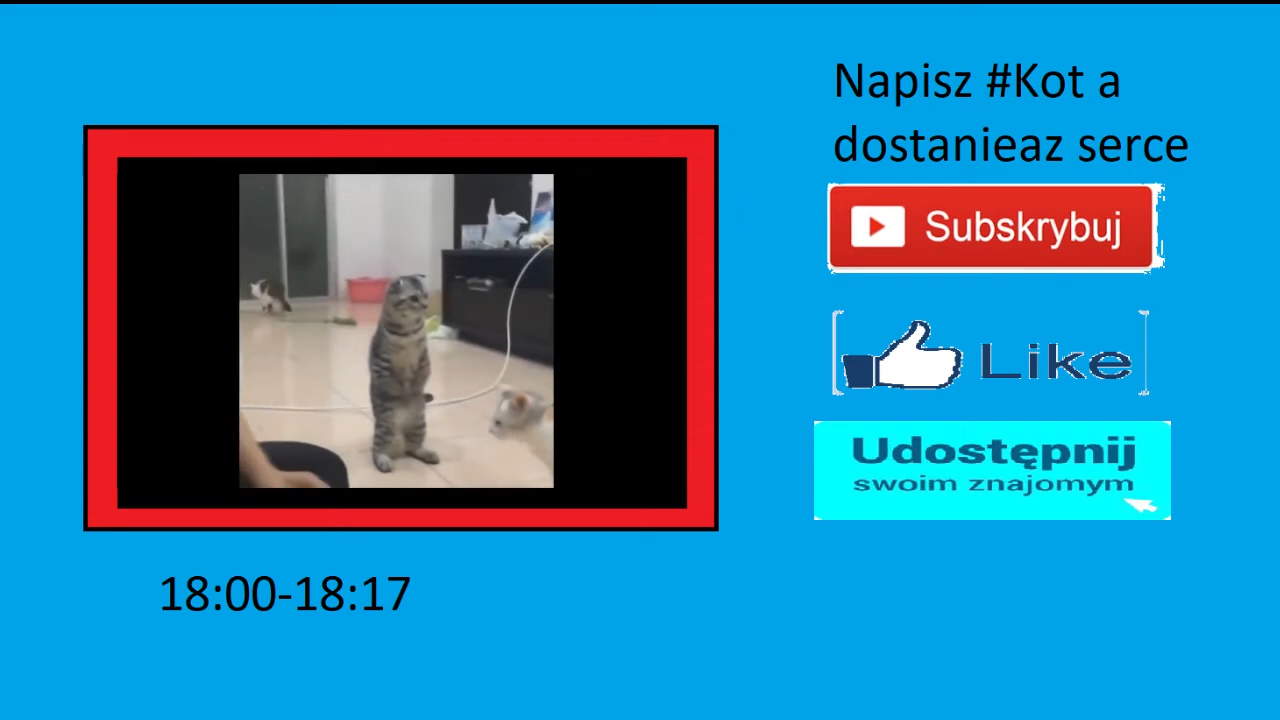 Napisz #Kot a
dostanieaz serce
Subskrybuj
Like
Udostępnij
swoim znajomym
18:00-18:17